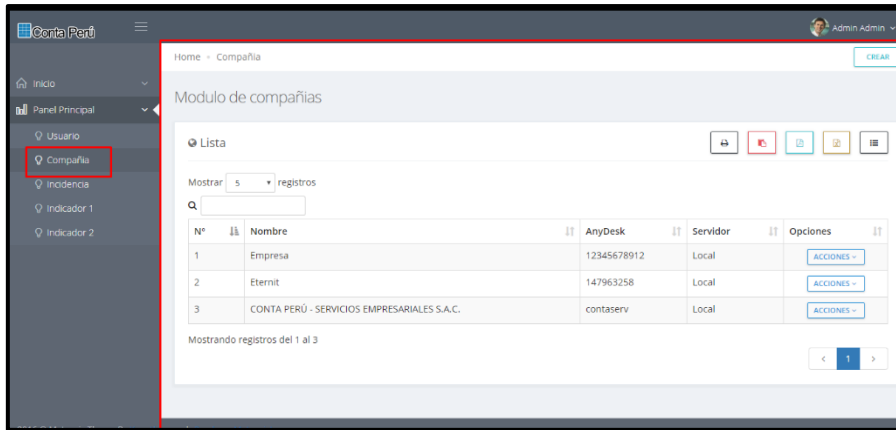 Conta Perú
Admin Admin
Home
Compañia
CREAR
Inicio
Panel Principal
Usuario
Compañia
Incidencia
Indicador 1
Indicador 2
Modulo de compañias
Lista
Mostrar 5 registros
N° Nombre AnyDesk Servidor Opciones
1 Empresa 12345678912 Local ACCIONES
2 Eternit 147963258 Local ACCIONES
3 CONTA PERÚ - SERVICIOS EMPRESARIALES S.A.C. contaserv Local ACCIONES
Mostrando registros del 1 al 3
< 1 >